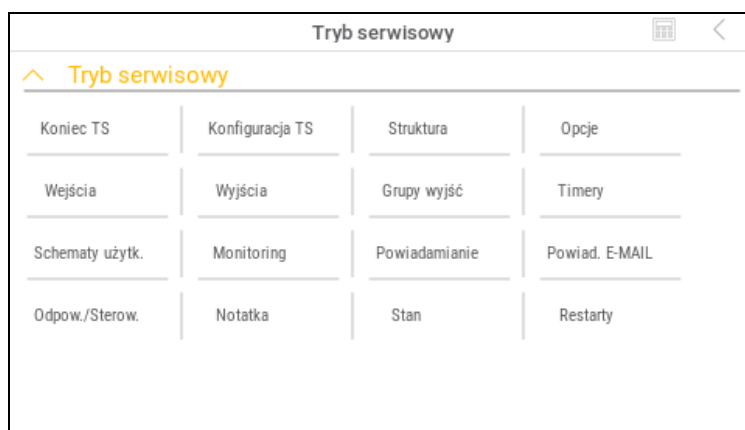 Tryb serwisowy
Tryb serwisowy
Koniec TS Konfiguracja TS Struktura Opcje
Wejścia Wyjścia Grupy wyjść Timery
Schematy użytk. Monitoring Powiadamianie Powiad. E-MAIL
Odpow./Sterow. Notatka Stan Restarty